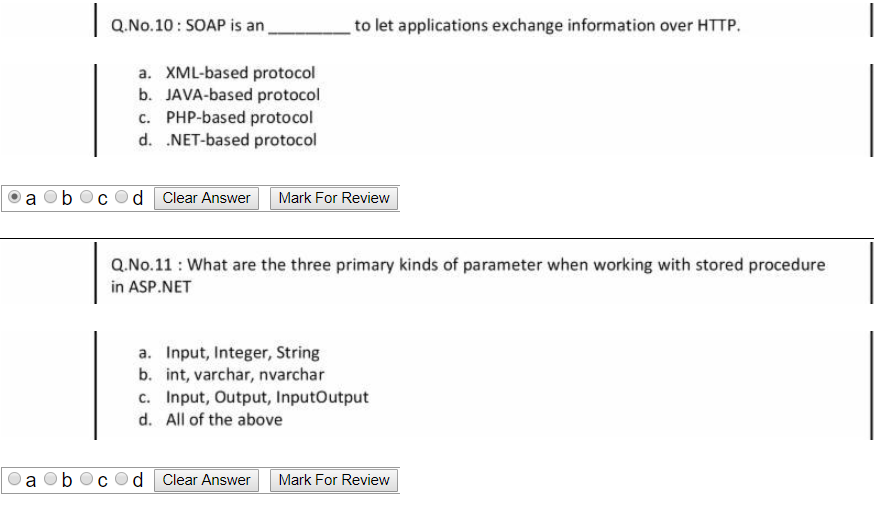 Q.No.10 : SOAP is an _________ to let applications exchange information over HTTP.
a. XML-based protocol
b. JAVA-based protocol
c. PHP-based protocol
d. .NET-based protocol
a b c d Clear Answer Mark For Review
Q.No.11 : What are the three primary kinds of parameter when working with stored procedure
in ASP.NET
a. Input, Integer, String
b. int, varchar, nvarchar
c. Input, Output, InputOutput
d. All of the above
a b c d Clear Answer Mark For Review